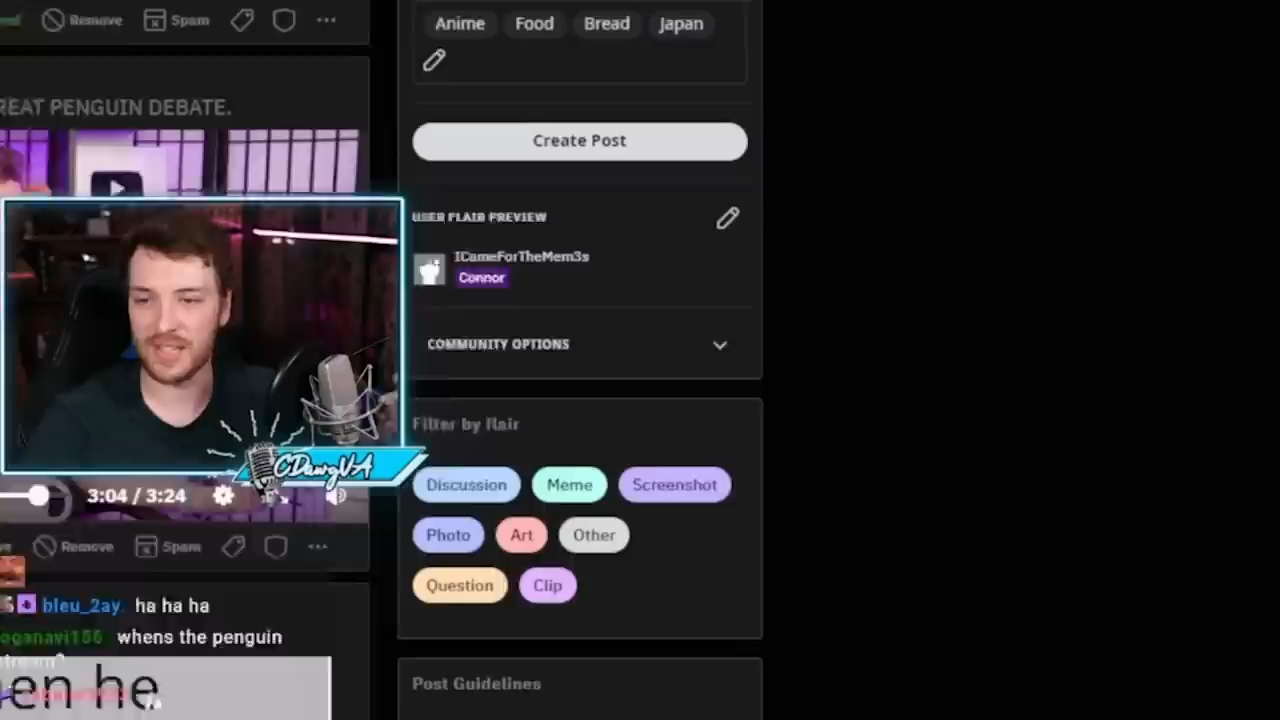 Remove Spam
REAT PENGUIN DEBATE.
CDawgVA
3:04 / 3:24
Remove Spam
bleu_2ay: ha ha ha
whens the penguin
en he
Anime Food Bread Japan
Create Post
USER FLAIR PREVIEW
ICameForTheMem3s
Connor
COMMUNITY OPTIONS
Filter by flair
Discussion Meme Screenshot
Photo Art Other
Question Clip
Post Guidelines